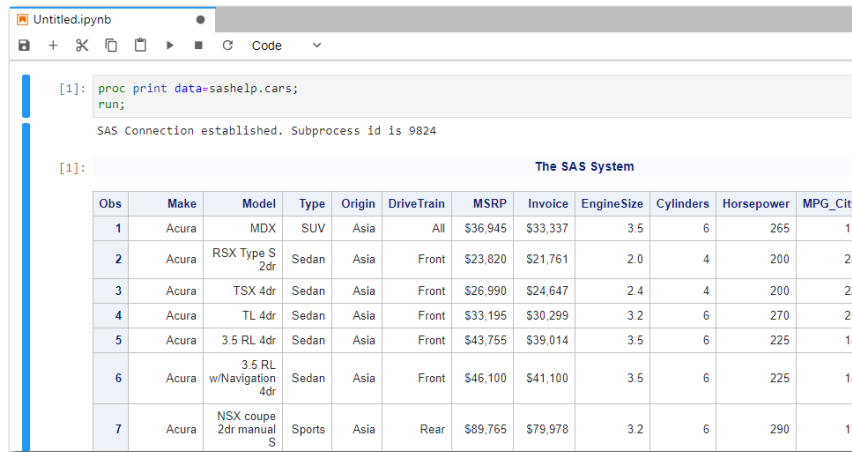 Untitled.ipynb
Code
[1]: proc print data=sashelp.cars;
run;
SAS Connection established. Subprocess id is 9824
[1]: The SAS System
Obs Make Model Type Origin DriveTrain MSRP Invoice EngineSize Cylinders Horsepower
1 Acura MDX SUV Asia All $36,945 $33,337 3.5 6 265
2 Acura RSX Type S 2dr Sedan Asia Front $23,820 $21,761 2.0 4 200
3 Acura TSX 4dr Sedan Asia Front $26,990 $24,647 2.4 4 200
4 Acura TL 4dr Sedan Asia Front $33,195 $30,299 3.2 6 270
5 Acura 3.5 RL 4dr Sedan Asia Front $43,755 $39,014 3.5 6 225
6 Acura 3.5 RL w/Navigation 4dr Sedan Asia Front $46,100 $41,100 3.5 6 225
7 Acura NSX coupe 2dr manual S Sports Asia Rear $89,765 $79,978 3.2 6 290